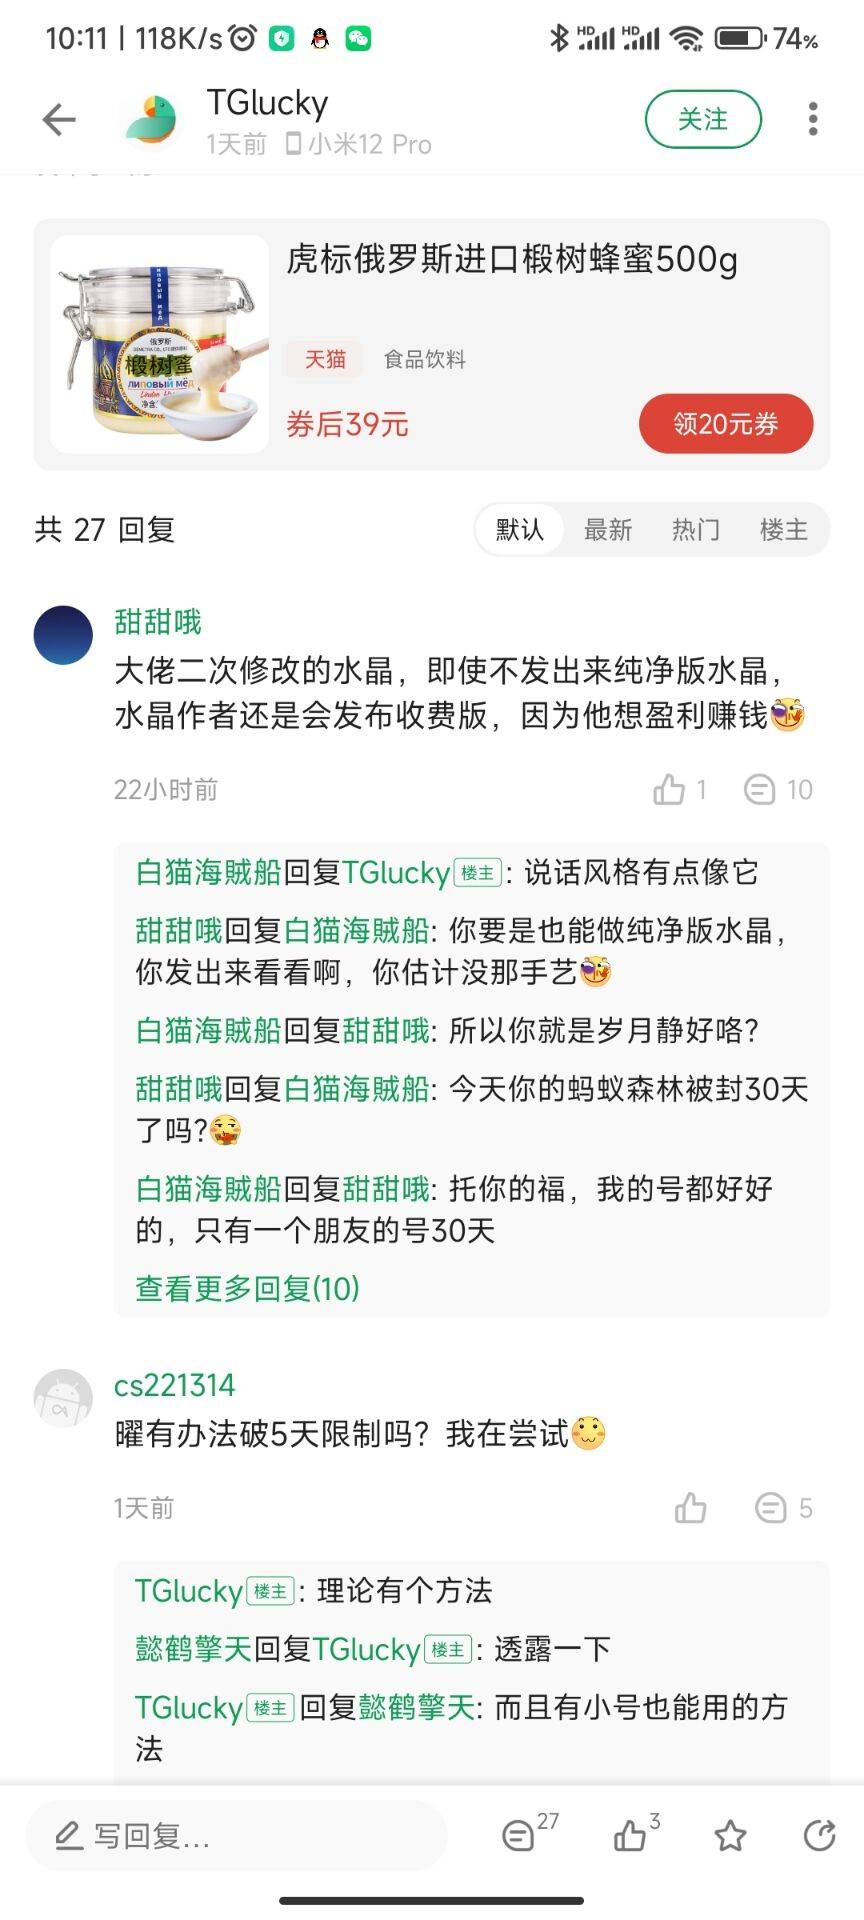 10:11 | 118K/s HD HD 74%
TGlucky
1天前 小米12 Pro
关注
虎标俄罗斯进口椴树蜂蜜500g
俄罗斯
椴树蜜
ЛИПОВЫЙ МЁД
天猫 食品饮料
券后39元
领20元券
共 27 回复
默认 最新 热门 楼主
甜甜哦
大佬二次修改的水晶，即使不发出来纯净版水晶，
水晶作者还是会发布收费版，因为他想盈利赚钱
22小时前 1 10
白猫海贼船回复TGlucky楼主: 说话风格有点像它
甜甜哦回复白猫海贼船: 你要是也能做纯净版水晶，
你发出来看看啊，你估计没那手艺
白猫海贼船回复甜甜哦: 所以你就是岁月静好咯？
甜甜哦回复白猫海贼船: 今天你的蚂蚁森林被封30天
了吗?
白猫海贼船回复甜甜哦: 托你的福，我的号都好好
的，只有一个朋友的号30天
查看更多回复(10)
cs221314
曜有办法破5天限制吗？我在尝试
1天前 5
TGlucky楼主: 理论有个方法
懿鹤擎天回复TGlucky楼主: 透露一下
TGlucky楼主回复懿鹤擎天: 而且有小号也能用的方
法
写回复... 27 3